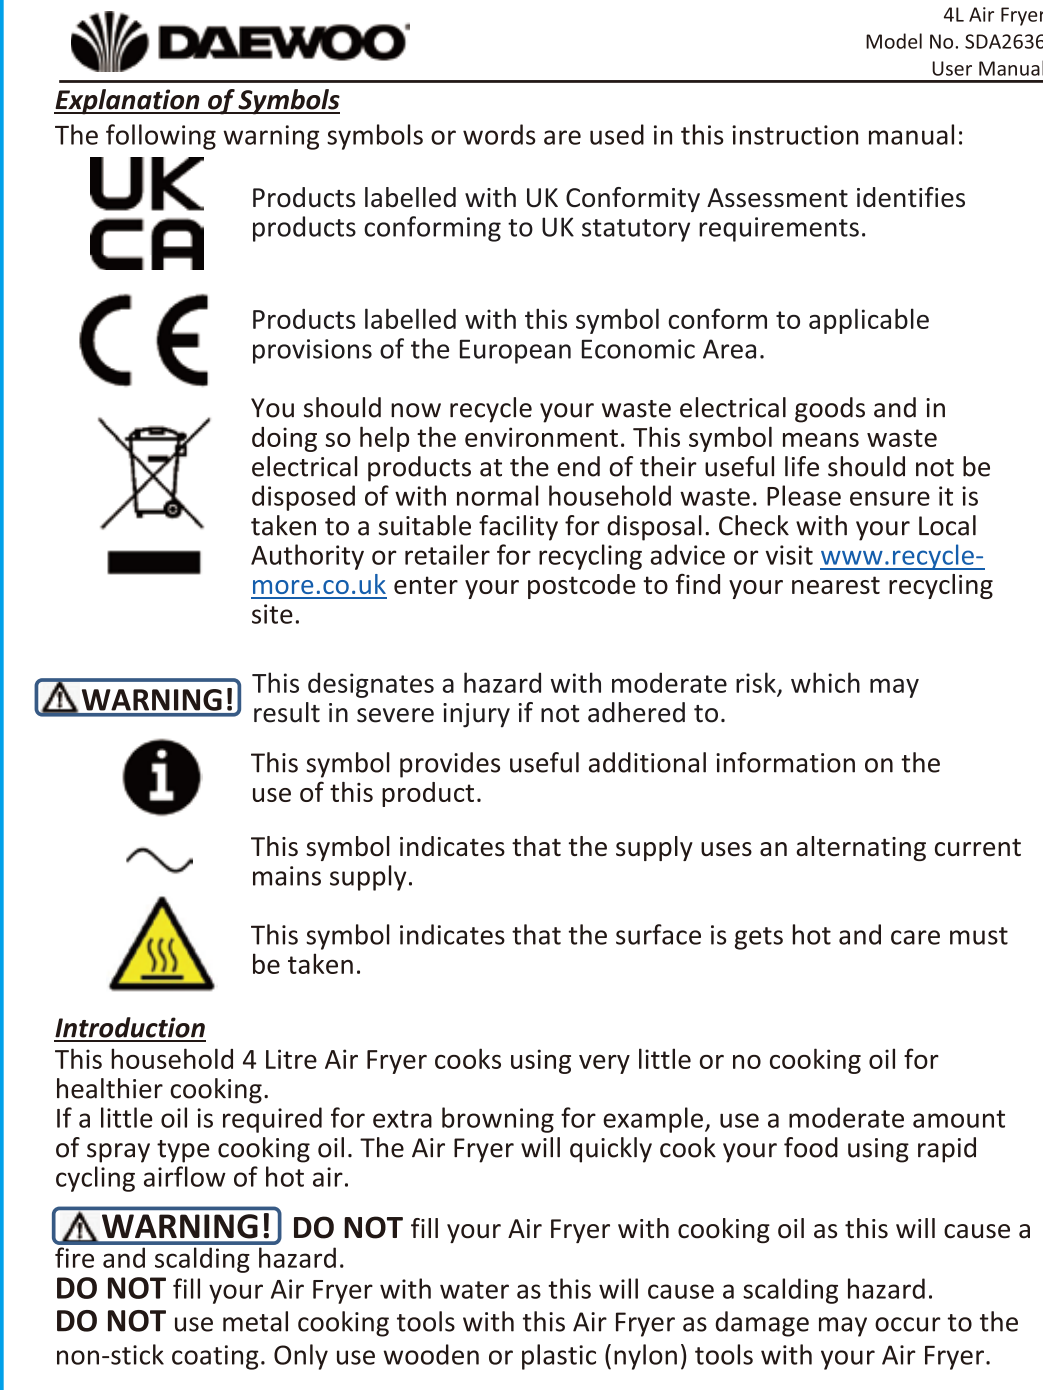 DAEWOO
4L Air Fryer
Model No. SDA2636
User Manual
Explanation of Symbols
The following warning symbols or words are used in this instruction manual:
UK
CA
Products labelled with UK Conformity Assessment identifies
products conforming to UK statutory requirements.
CE
Products labelled with this symbol conform to applicable
provisions of the European Economic Area.
You should now recycle your waste electrical goods and in
doing so help the environment. This symbol means waste
electrical products at the end of their useful life should not be
disposed of with normal household waste. Please ensure it is
taken to a suitable facility for disposal. Check with your Local
Authority or retailer for recycling advice or visit www.recycle-
more.co.uk enter your postcode to find your nearest recycling
site.
WARNING!
This designates a hazard with moderate risk, which may
result in severe injury if not adhered to.
i
This symbol provides useful additional information on the
use of this product.
This symbol indicates that the supply uses an alternating current
mains supply.
This symbol indicates that the surface is gets hot and care must
be taken.
Introduction
This household 4 Litre Air Fryer cooks using very little or no cooking oil for
healthier cooking.
If a little oil is required for extra browning for example, use a moderate amount
of spray type cooking oil. The Air Fryer will quickly cook your food using rapid
cycling airflow of hot air.
WARNING! DO NOT fill your Air Fryer with cooking oil as this will cause a
fire and scalding hazard.
DO NOT fill your Air Fryer with water as this will cause a scalding hazard.
DO NOT use metal cooking tools with this Air Fryer as damage may occur to the
non-stick coating. Only use wooden or plastic (nylon) tools with your Air Fryer.